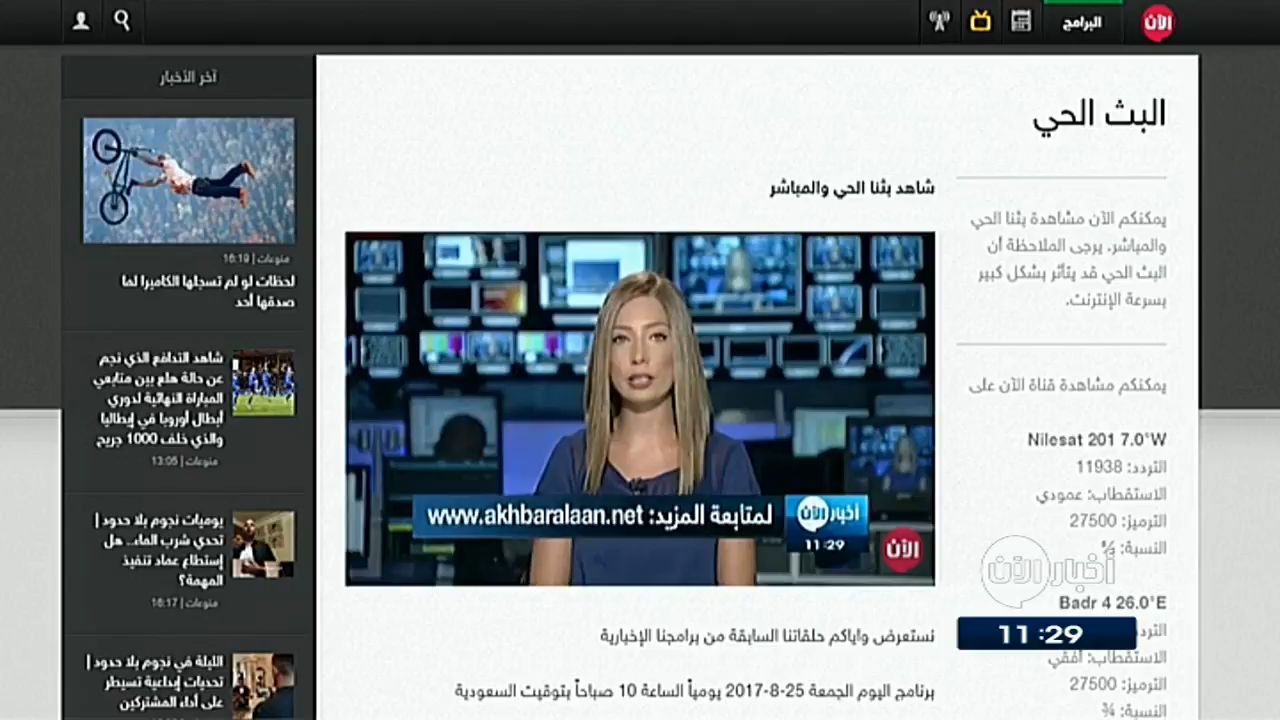 البرامج
الآن
البث الحي
يمكنكم الآن مشاهدة بثنا الحي
والمباشر. يرجى الملاحظة أن
البث الحي قد يتأثر بشكل كبير
بسرعة الإنترنت.
يمكنكم مشاهدة قناة الآن على
Nilesat 201 7.0°W
التردد: 11938
الاستقطاب: عمودي
الترميز: 27500
النسبة:
أخبار الآن
Badr 4 26.0°E
11:29
الاستقطاب: أفقي
الترميز: 27500
النسبة: ¾
شاهد بثنا الحي والمباشر
لمتابعة المزيد: www.akhbaralaan.net
أخبار الآن
11:29
الآن
نستعرض واياكم حلقاتنا السابقة من برامجنا الإخبارية
برنامج اليوم الجمعة 25-8-2017 يومياً الساعة 10 صباحاً بتوقيت السعودية
آخر الأخبار
منوعات | 16:19
لحظات لو لم تسجلها الكاميرا لما
صدقها أحد
شاهد التدافع الذي نجم
عن حالة هلع بين متابعي
المباراة النهائية لدوري
أبطال أوروبا في إيطاليا
والذي خلف 1000 جريح
منوعات | 13:05
يوميات نجوم بلا حدود |
تحدي شرب الماء.. هل
إستطاع عماد تنفيذ
المهمة؟
منوعات | 16:17
الليلة في نجوم بلا حدود |
تحديات إبداعية تسيطر
على أداء المشتركين